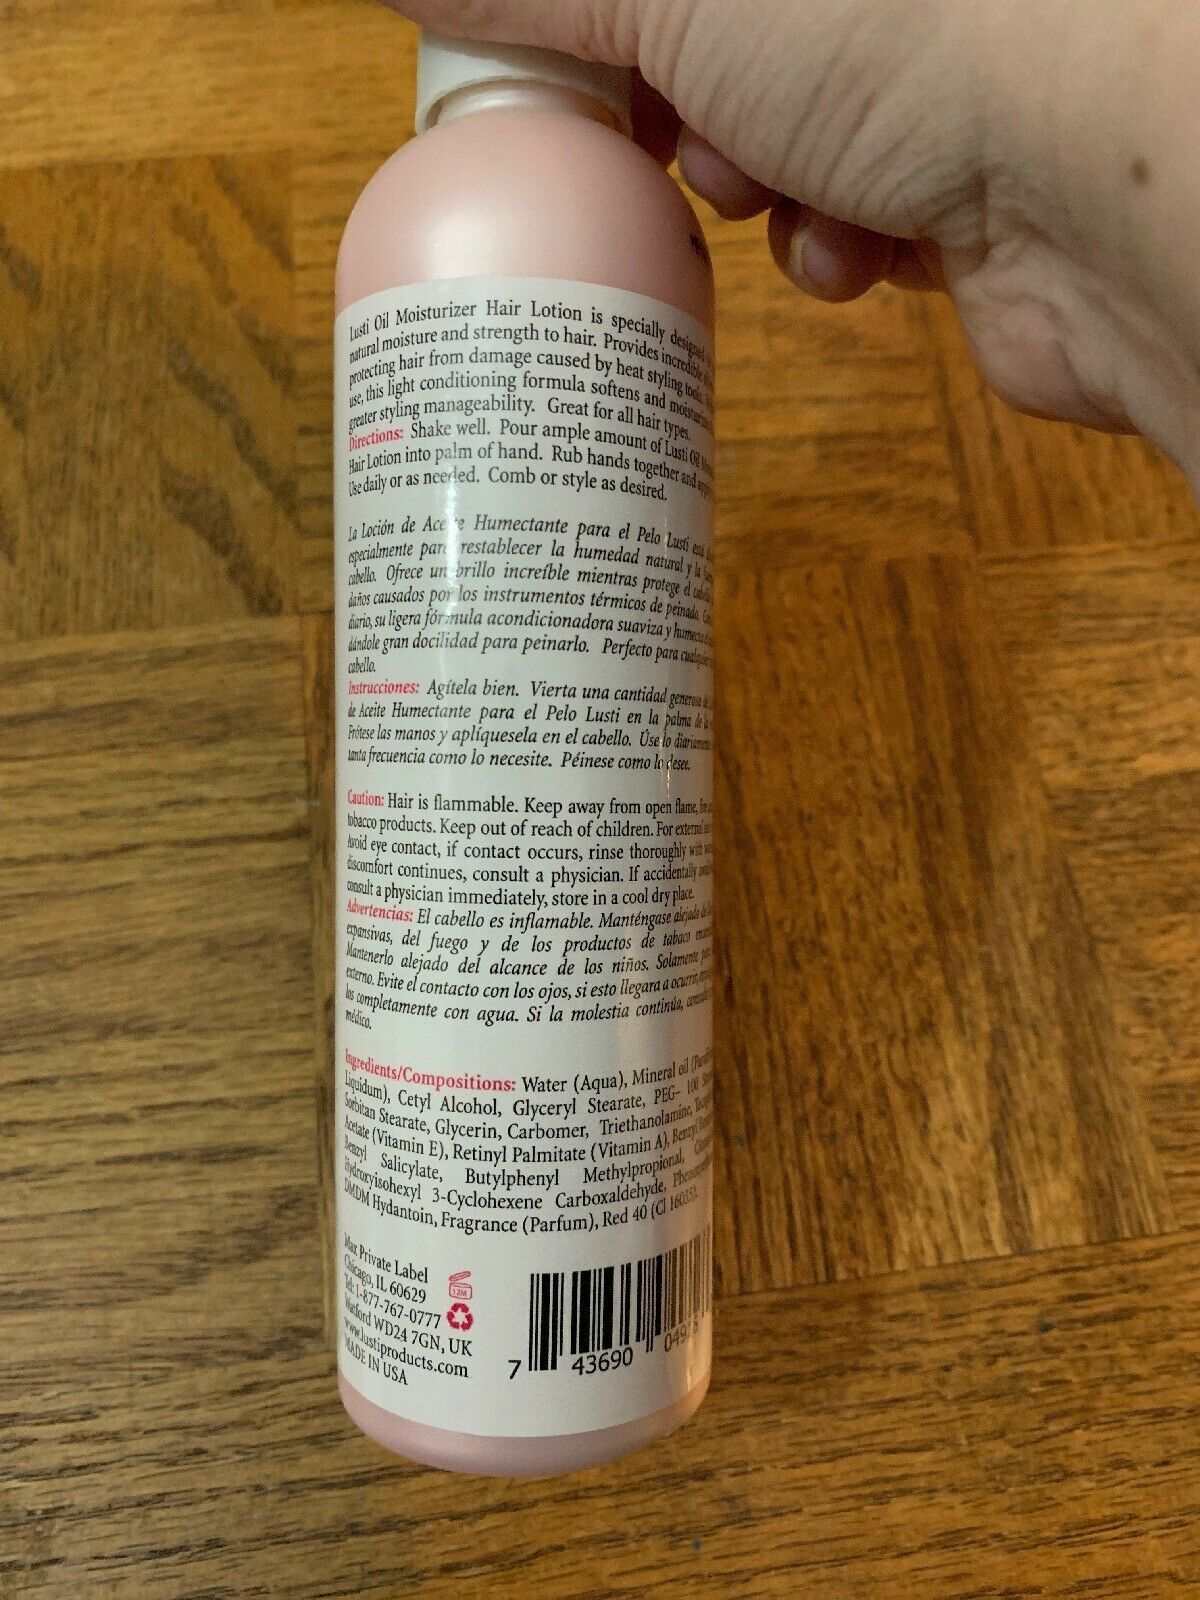 Lusti Oil Moisturizer Hair Lotion is specially designed
natural moisture and strength to hair. Provides incredible
protecting hair from damage caused by heat styling tools.
use, this light conditioning formula softens and
greater styling manageability. Great for all hair types.
Directions: Shake well. Pour ample amount of Lusti Oil
Hair Lotion into palm of hand. Rub hands together and
Use daily or as needed. Comb or style as desired.
La Loción de Aceite Humectante para el Pelo Lusti está
especialmente para restablecer la humedad natural y la
cabello. Ofrece un brillo increíble mientras protege el
daños causados por los instrumentos térmicos de peinado.
diario, su ligera fórmula acondicionadora suaviza y humecta
dándole gran docilidad para peinarlo. Perfecto para
cabello.
Instrucciones: Agítela bien. Vierta una cantidad generosa
de Aceite Humectante para el Pelo Lusti en la palma de la
Frótese las manos y aplíquesela en el cabello. Úselo
tanta frecuencia como lo necesite. Péinese como lo desee.
Caution: Hair is flammable. Keep away from open flame,
tobacco products. Keep out of reach of children. For external
Avoid eye contact, if contact occurs, rinse thoroughly with
discomfort continues, consult a physician. If accidentally
consult a physician immediately, store in a cool dry place.
Advertencias: El cabello es inflamable. Manténgase alejado de
expansivas, del fuego y de los productos de tabaco
Mantenerlo alejado del alcance de los niños. Solamente
externo. Evite el contacto con los ojos, si esto llegara a ocurrir,
los completamente con agua. Si la molestia continúa,
médico.
Ingredients/Compositions: Water (Aqua), Mineral oil
Liquidum), Cetyl Alcohol, Glyceryl Stearate, PEG- 100
Sorbitan Stearate, Glycerin, Carbomer, Triethanolamine,
Acetate (Vitamin E), Retinyl Palmitate (Vitamin A), Benzyl
Benzyl Salicylate, Butylphenyl Methylpropional,
Hydroxyisohexyl 3-Cyclohexene Carboxaldehyde,
DMDM Hydantoin, Fragrance (Parfum), Red 40 (CI
Max Private Label
Chicago, IL 60629
Tel: 1-877-767-0777
Watford WD24 7GN, UK
www.lustiproducts.com
MADE IN USA
12M
7 43690